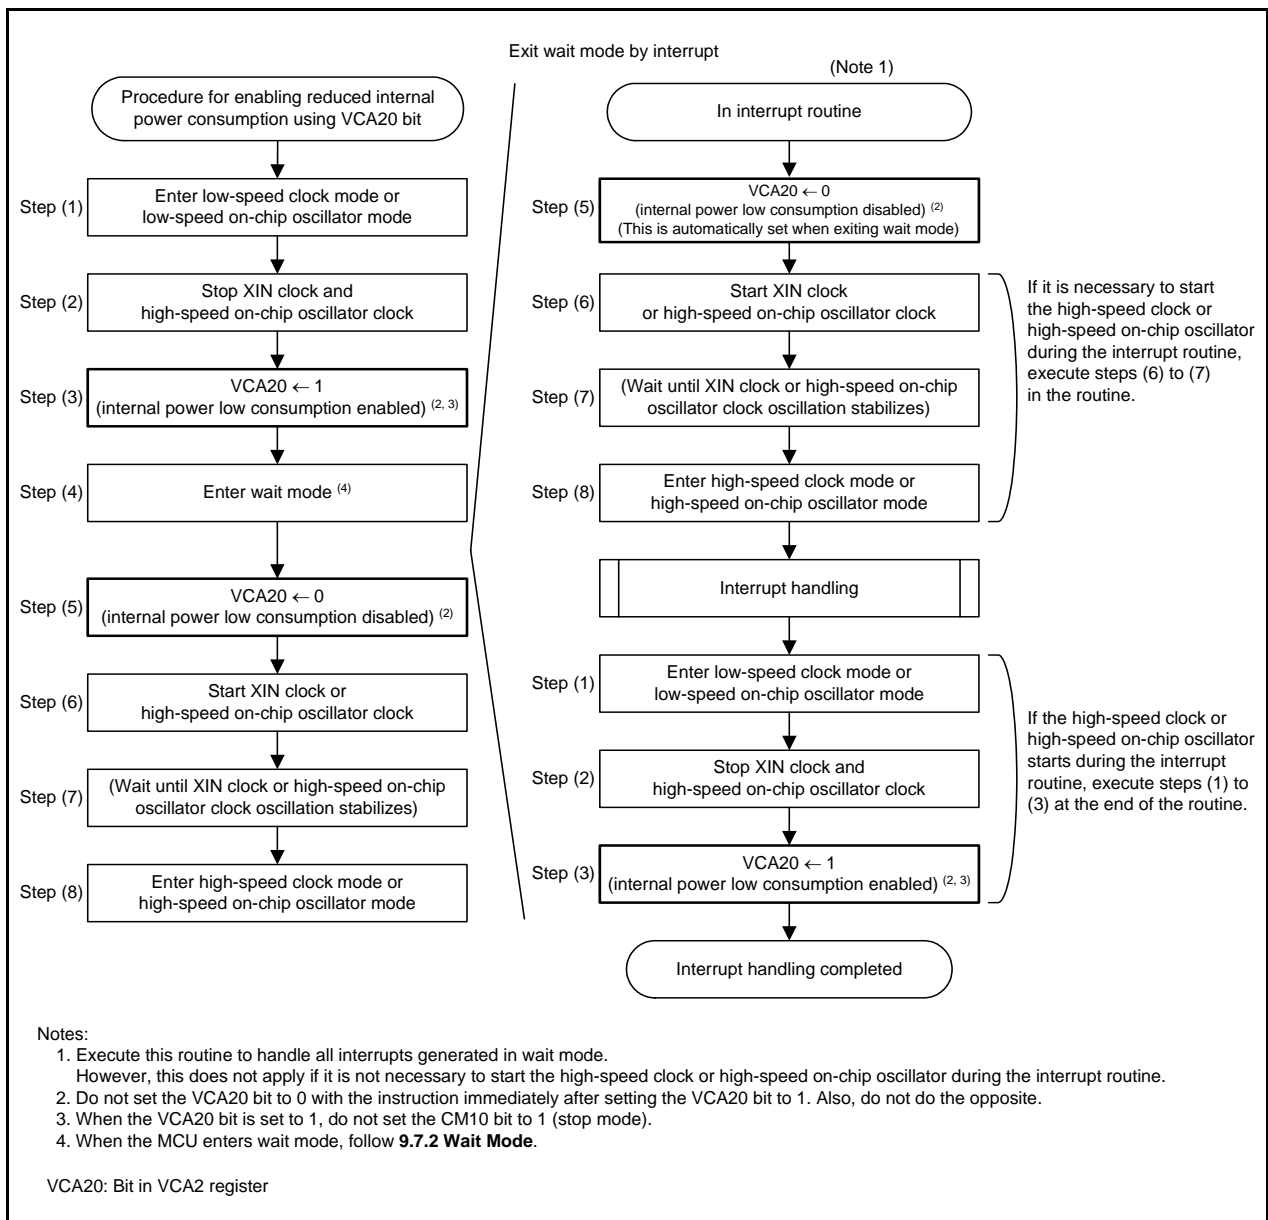 Exit wait mode by interrupt
(Note 1)
Procedure for enabling reduced internal
power consumption using VCA20 bit
Step (1)
Enter low-speed clock mode or
low-speed on-chip oscillator mode
Step (2)
Stop XIN clock and
high-speed on-chip oscillator clock
Step (3)
VCA20 ← 1
(internal power low consumption enabled) (2, 3)
Step (4)
Enter wait mode (4)
Step (5)
VCA20 ← 0
(internal power low consumption disabled) (2)
Step (6)
Start XIN clock or
high-speed on-chip oscillator clock
Step (7)
(Wait until XIN clock or high-speed on-chip
oscillator clock oscillation stabilizes)
Step (8)
Enter high-speed clock mode or
high-speed on-chip oscillator mode
In interrupt routine
Step (5)
VCA20 ← 0
(internal power low consumption disabled) (2)
(This is automatically set when exiting wait mode)
Step (6)
Start XIN clock
or high-speed on-chip oscillator clock
Step (7)
(Wait until XIN clock or high-speed on-chip
oscillator clock oscillation stabilizes)
Step (8)
Enter high-speed clock mode or
high-speed on-chip oscillator mode
If it is necessary to start
the high-speed clock or
high-speed on-chip oscillator
during the interrupt routine,
execute steps (6) to (7)
in the routine.
Interrupt handling
Step (1)
Enter low-speed clock mode or
low-speed on-chip oscillator mode
Step (2)
Stop XIN clock and
high-speed on-chip oscillator clock
Step (3)
VCA20 ← 1
(internal power low consumption enabled) (2, 3)
If the high-speed clock or
high-speed on-chip oscillator
starts during the interrupt
routine, execute steps (1) to
(3) at the end of the routine.
Interrupt handling completed
Notes:
1. Execute this routine to handle all interrupts generated in wait mode.
However, this does not apply if it is not necessary to start the high-speed clock or high-speed on-chip oscillator during the interrupt routine.
2. Do not set the VCA20 bit to 0 with the instruction immediately after setting the VCA20 bit to 1. Also, do not do the opposite.
3. When the VCA20 bit is set to 1, do not set the CM10 bit to 1 (stop mode).
4. When the MCU enters wait mode, follow 9.7.2 Wait Mode.
VCA20: Bit in VCA2 register